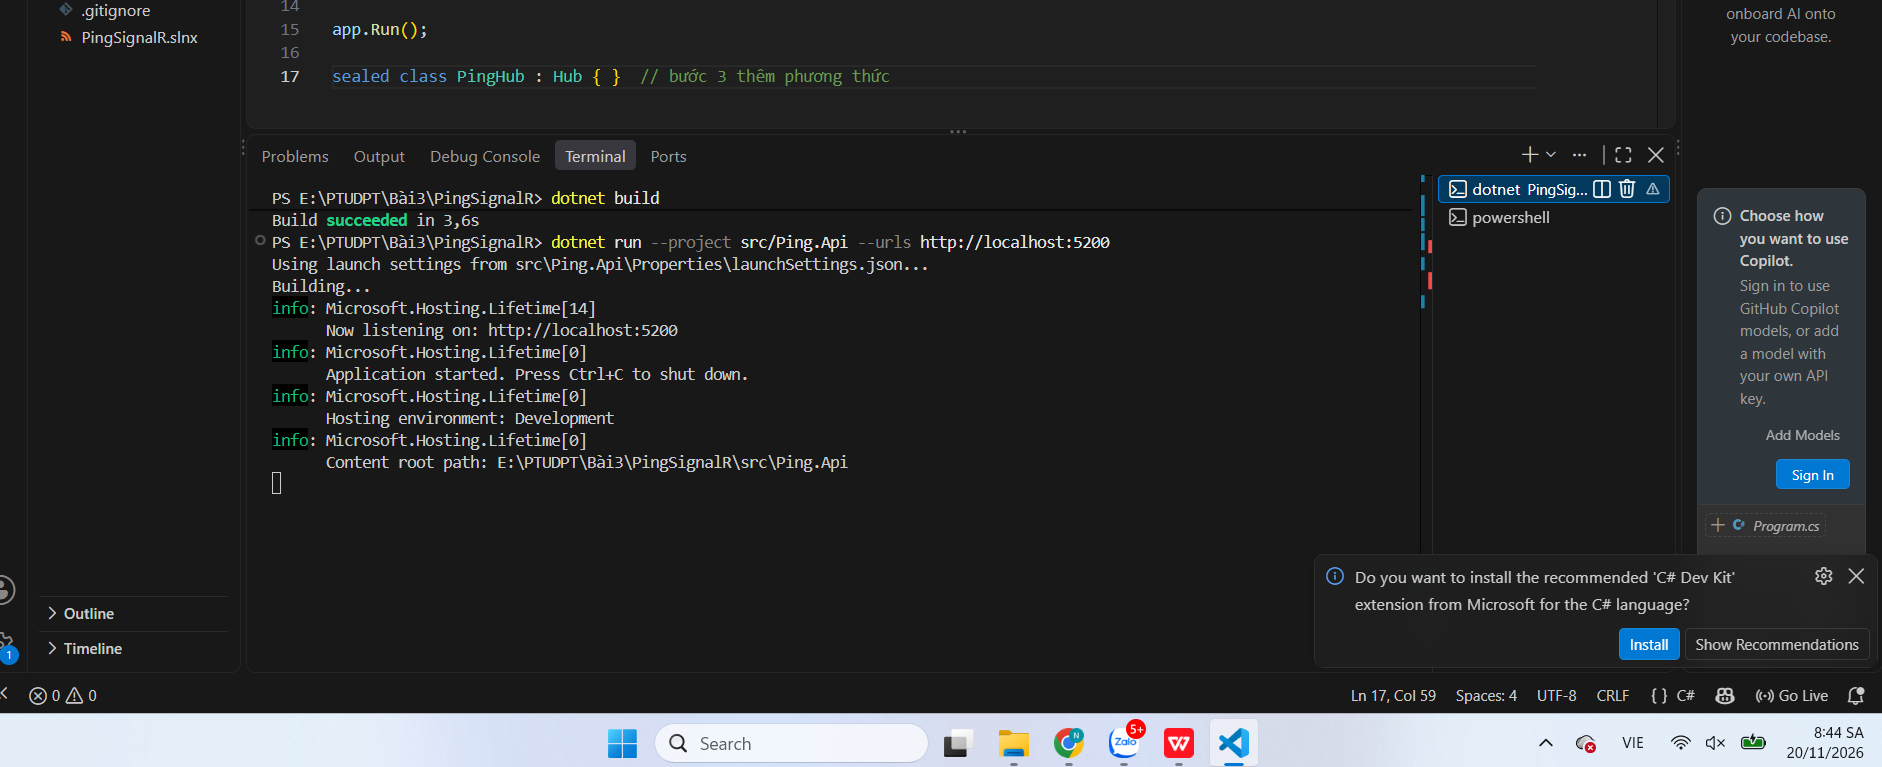 .gitignore
PingSignalR.slnx
14
15 app.Run();
16
17 sealed class PingHub : Hub { } // bước 3 thêm phương thức
onboard AI onto
your codebase.
Problems Output Debug Console Terminal Ports
PS E:\PTUDPT\Bài3\PingSignalR> dotnet build
Build succeeded in 3,6s
PS E:\PTUDPT\Bài3\PingSignalR> dotnet run --project src/Ping.Api --urls http://localhost:5200
Using launch settings from src\Ping.Api\Properties\launchSettings.json...
Building...
info: Microsoft.Hosting.Lifetime[14]
Now listening on: http://localhost:5200
info: Microsoft.Hosting.Lifetime[0]
Application started. Press Ctrl+C to shut down.
info: Microsoft.Hosting.Lifetime[0]
Hosting environment: Development
info: Microsoft.Hosting.Lifetime[0]
Content root path: E:\PTUDPT\Bài3\PingSignalR\src\Ping.Api
dotnet PingSig...
powershell
Choose how
you want to use
Copilot.
Sign in to use
GitHub Copilot
models, or add
a model with
your own API
key.
Add Models
Sign In
Program.cs
Do you want to install the recommended 'C# Dev Kit'
extension from Microsoft for the C# language?
Install Show Recommendations
Outline
Timeline
1
0 0
Ln 17, Col 59 Spaces: 4 UTF-8 CRLF { } C# Go Live
Search
N
5+
Zalo
VIE
8:44 SA
20/11/2026